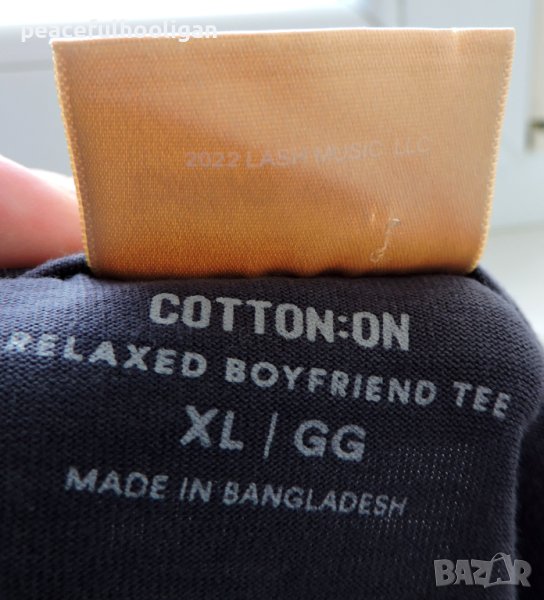 peacefulhooligan
2022 LASH MUSIC, LLC
COTTON:ON
RELAXED BOYFRIEND TEE
XL / GG
MADE IN BANGLADESH
BAZAR